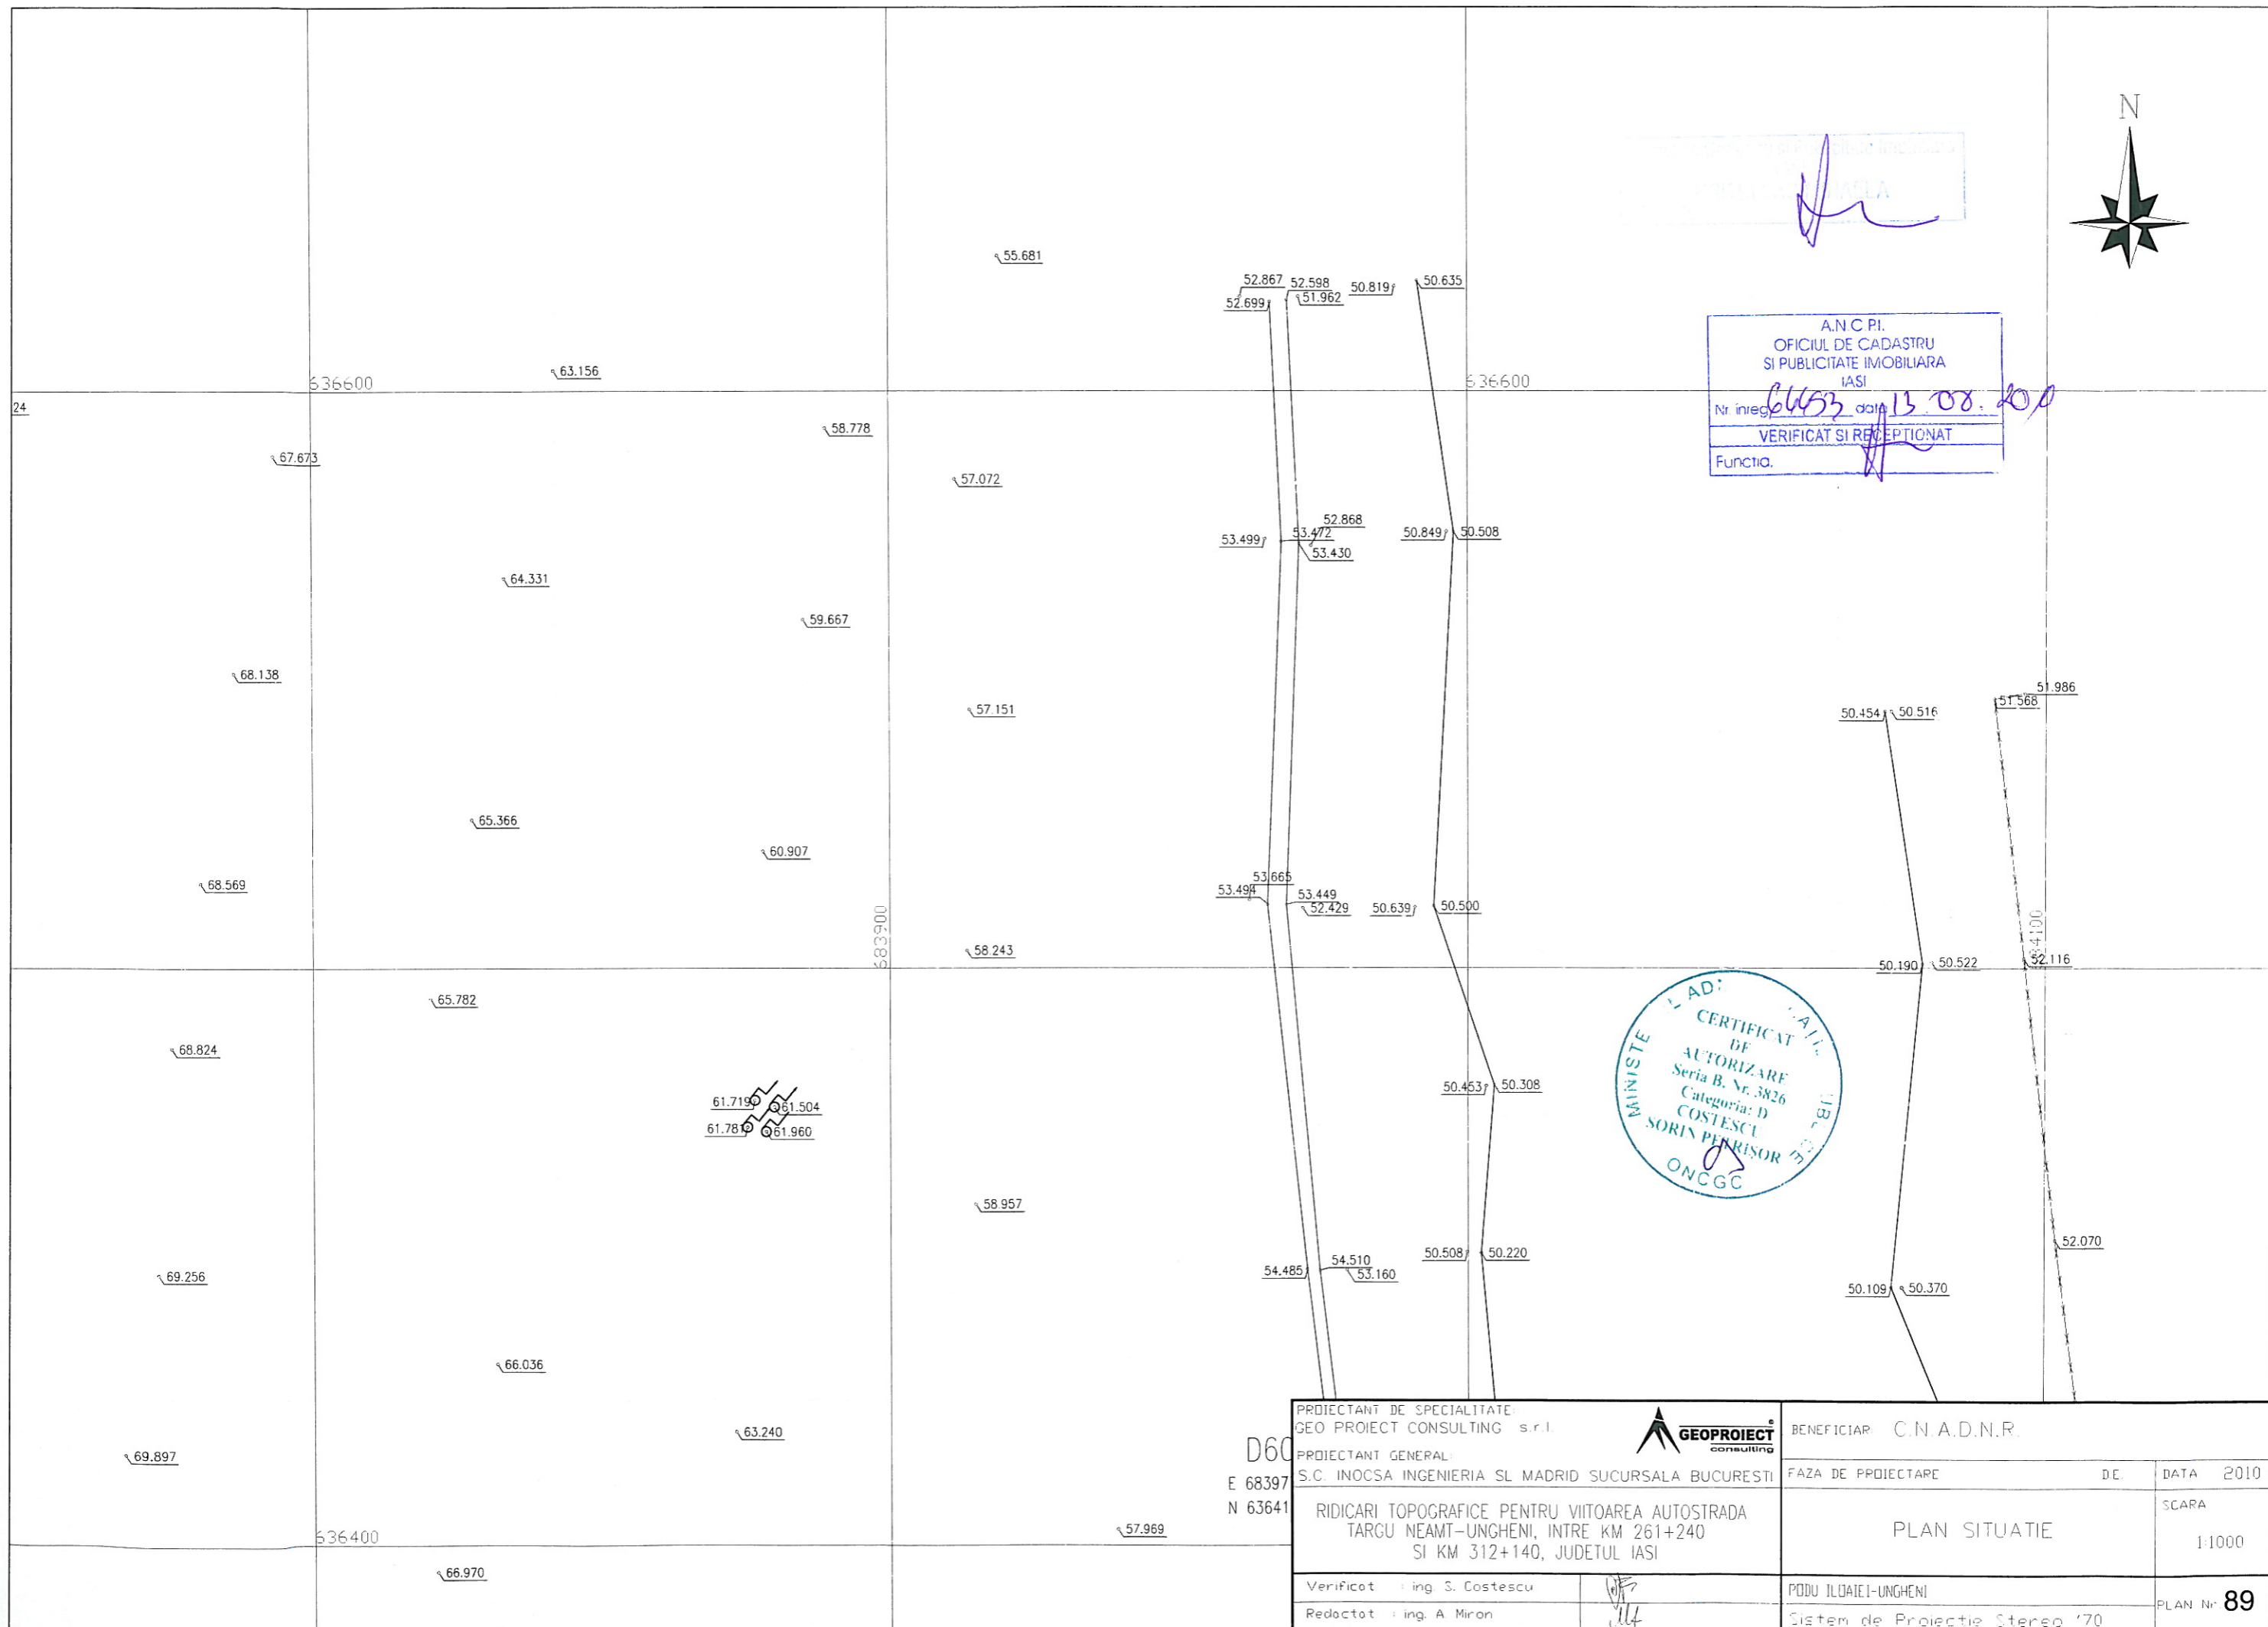 N
55.681
52.867
52.598
50.819
50.635
52.699
51.962
A.N.C.P.I.
OFICIUL DE CADASTRU
SI PUBLICITATE IMOBILIARA
IASI
Nr. inreg 66453 data 13 08. 2010
VERIFICAT SI RECEPTIONAT
Functia.
63.156
636600
636600
24
58.778
67.673
57.072
52.868
53.499
53.472
50.849
50.508
53.430
64.331
59.667
68.138
51.986
51.568
57.151
50.454
50.516
65.366
60.907
53.665
68.569
53.494
53.449
52.429
50.639
50.500
683900
684100
58.243
50.190
50.522
52.116
65.782
CERTIFICAT
DE
AUTORIZARE
Seria B. Nr. 3826
Categoria: D
COSTESCU
SORIN PETRISOR
MINISTE
ONCGC
68.824
50.453
50.308
61.719
61.504
61.781
61.960
58.957
52.070
50.508
50.220
54.510
54.485
53.160
69.256
50.109
50.370
66.036
63.240
69.897
57.969
636400
66.970
D60
E 68397
N 63641
PROIECTANT DE SPECIALITATE:
GEO PROIECT CONSULTING s.r.l.
GEOPROIECT
consulting
PROIECTANT GENERAL:
S.C. INOCSA INGENIERIA SL MADRID SUCURSALA BUCURESTI
BENEFICIAR: C.N.A.D.N.R.
FAZA DE PROIECTARE D.E.
DATA 2010
RIDICARI TOPOGRAFICE PENTRU VIITOAREA AUTOSTRADA
TARGU NEAMT-UNGHENI, INTRE KM 261+240
SI KM 312+140, JUDETUL IASI
PLAN SITUATIE
SCARA
1:1000
Verificat : ing. S. Costescu
Redactat : ing. A Miron
PODU ILOAIEI-UNGHENI
Sistem de Proiectie Stereo '70
PLAN Nr. 89